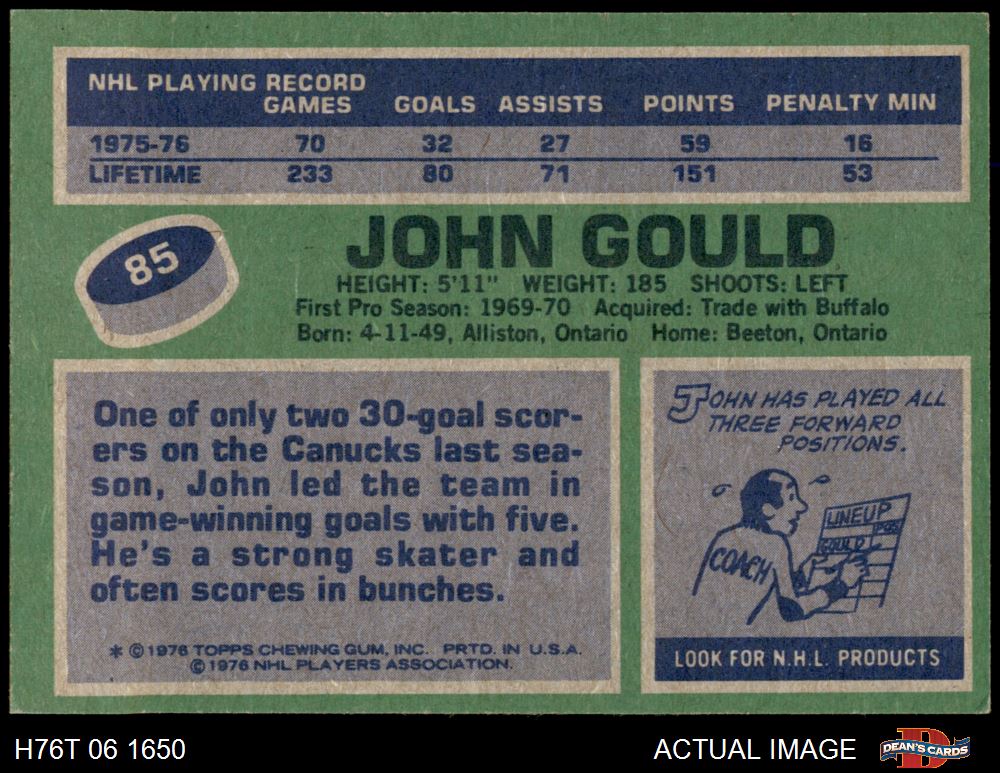 NHL PLAYING RECORD
GAMES GOALS ASSISTS POINTS PENALTY MIN
1975-76 70 32 27 59 16
LIFETIME 233 80 71 151 53
85
JOHN GOULD
HEIGHT: 5'11" WEIGHT: 185 SHOOTS: LEFT
First Pro Season: 1969-70 Acquired: Trade with Buffalo
Born: 4-11-49, Alliston, Ontario Home: Beeton, Ontario
One of only two 30-goal scor-
ers on the Canucks last sea-
son, John led the team in
game-winning goals with five.
He's a strong skater and
often scores in bunches.
* © 1976 TOPPS CHEWING GUM, INC. PRTD. IN U.S.A.
© 1976 NHL PLAYERS ASSOCIATION.
JOHN HAS PLAYED ALL
THREE FORWARD
POSITIONS.
LINEUP
POS
GOULD
COACH
LOOK FOR N.H.L. PRODUCTS
H76T 06 1650
ACTUAL IMAGE
DEAN'S CARDS